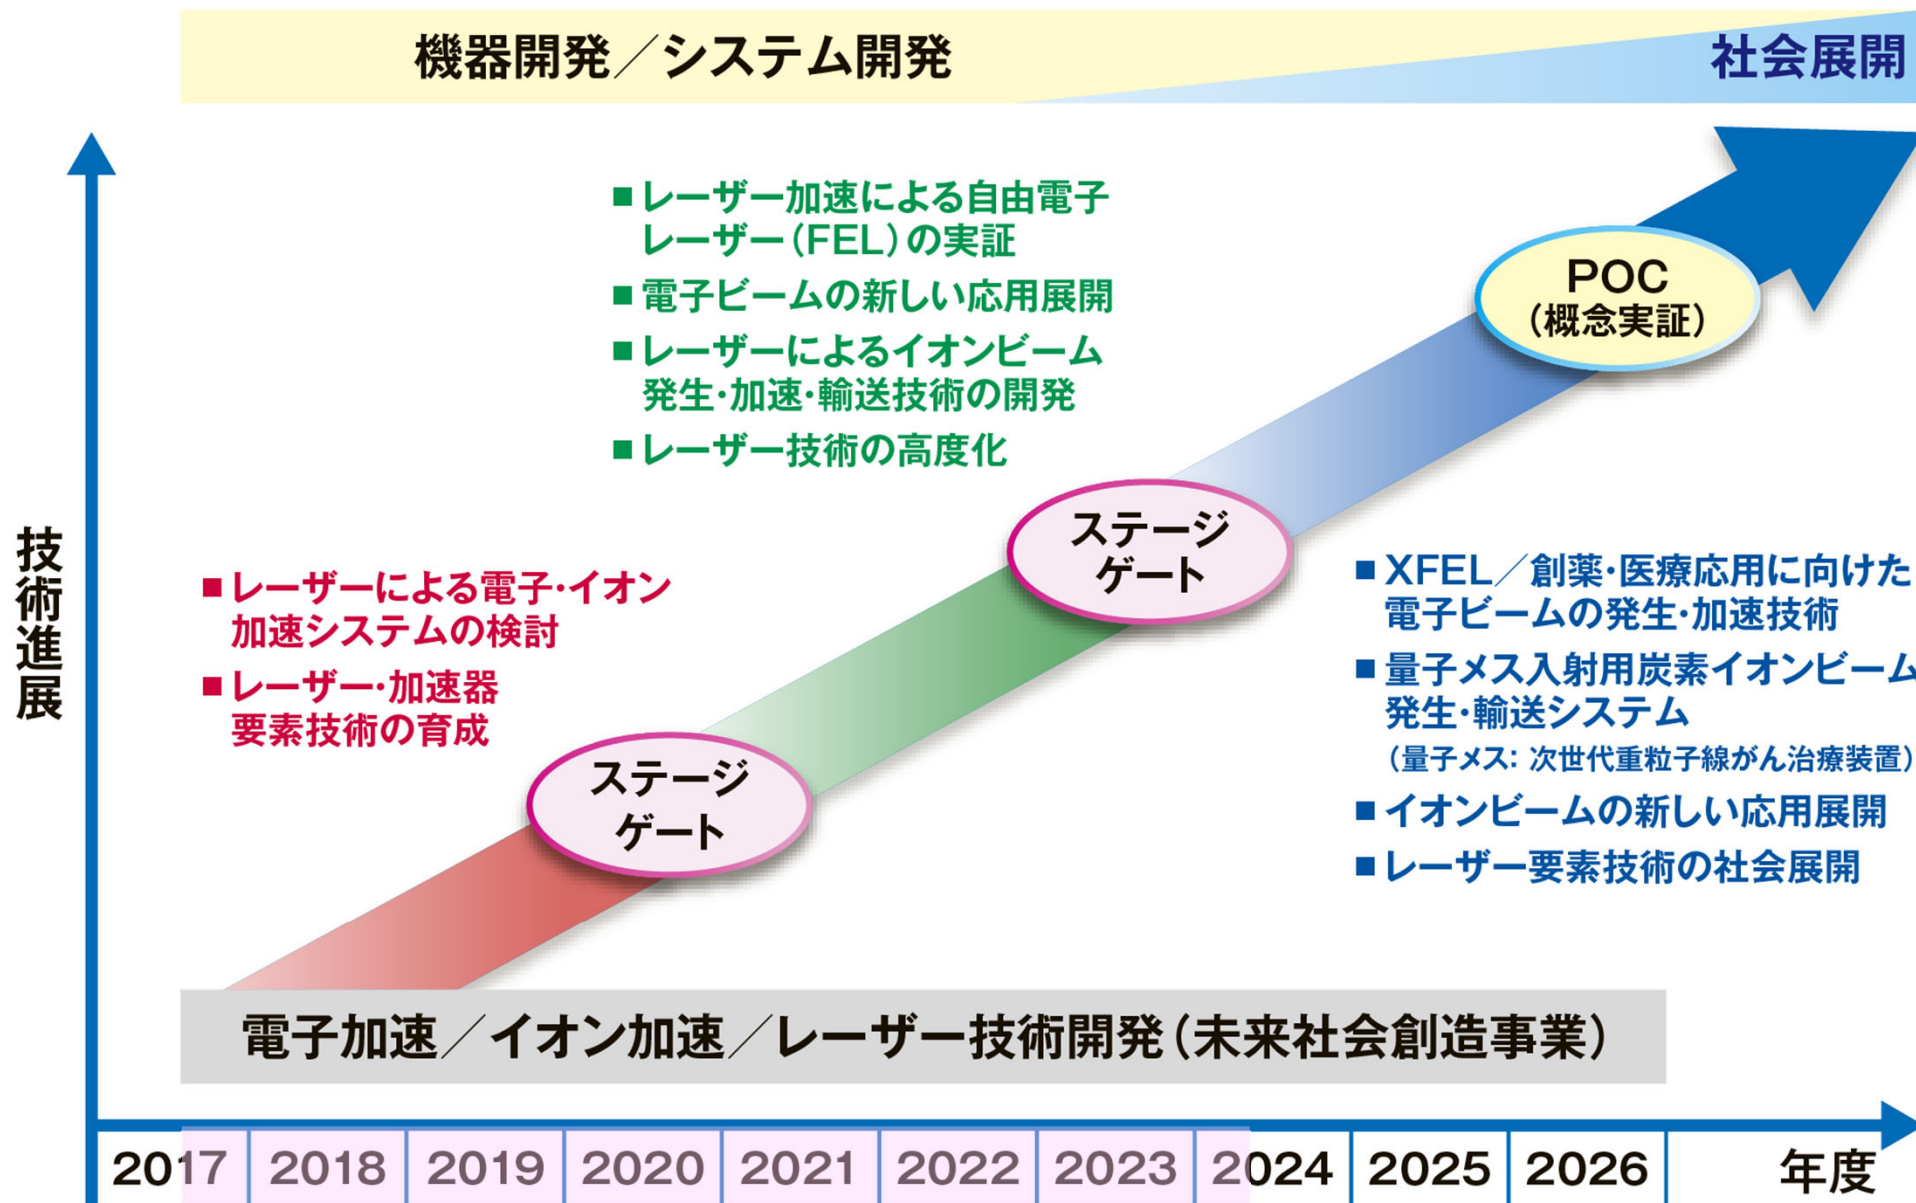 機器開発／システム開発
社会展開
■レーザー加速による自由電子
レーザー（FEL）の実証
■電子ビームの新しい応用展開
■レーザーによるイオンビーム
発生・加速・輸送技術の開発
■レーザー技術の高度化
POC
（概念実証）
ステージ
ゲート
技術進展
■レーザーによる電子・イオン
加速システムの検討
■レーザー・加速器
要素技術の育成
■XFEL／創薬・医療応用に向けた
電子ビームの発生・加速技術
■量子メス入射用炭素イオンビーム
発生・輸送システム
（量子メス：次世代重粒子線がん治療装置）
■イオンビームの新しい応用展開
■レーザー要素技術の社会展開
ステージ
ゲート
電子加速／イオン加速／レーザー技術開発（未来社会創造事業）
2017 2018 2019 2020 2021 2022 2023 2024 2025 2026 年度